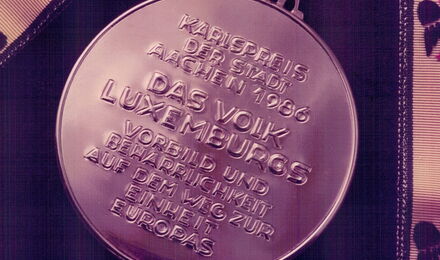 KARLSPREIS
DER STADT
AACHEN 1986
DAS VOLK
LUXEMBURGS
VORBILD UND
BEHARRLICHKEIT
AUF DEM WEG ZUR
EINHEIT
EUROPAS